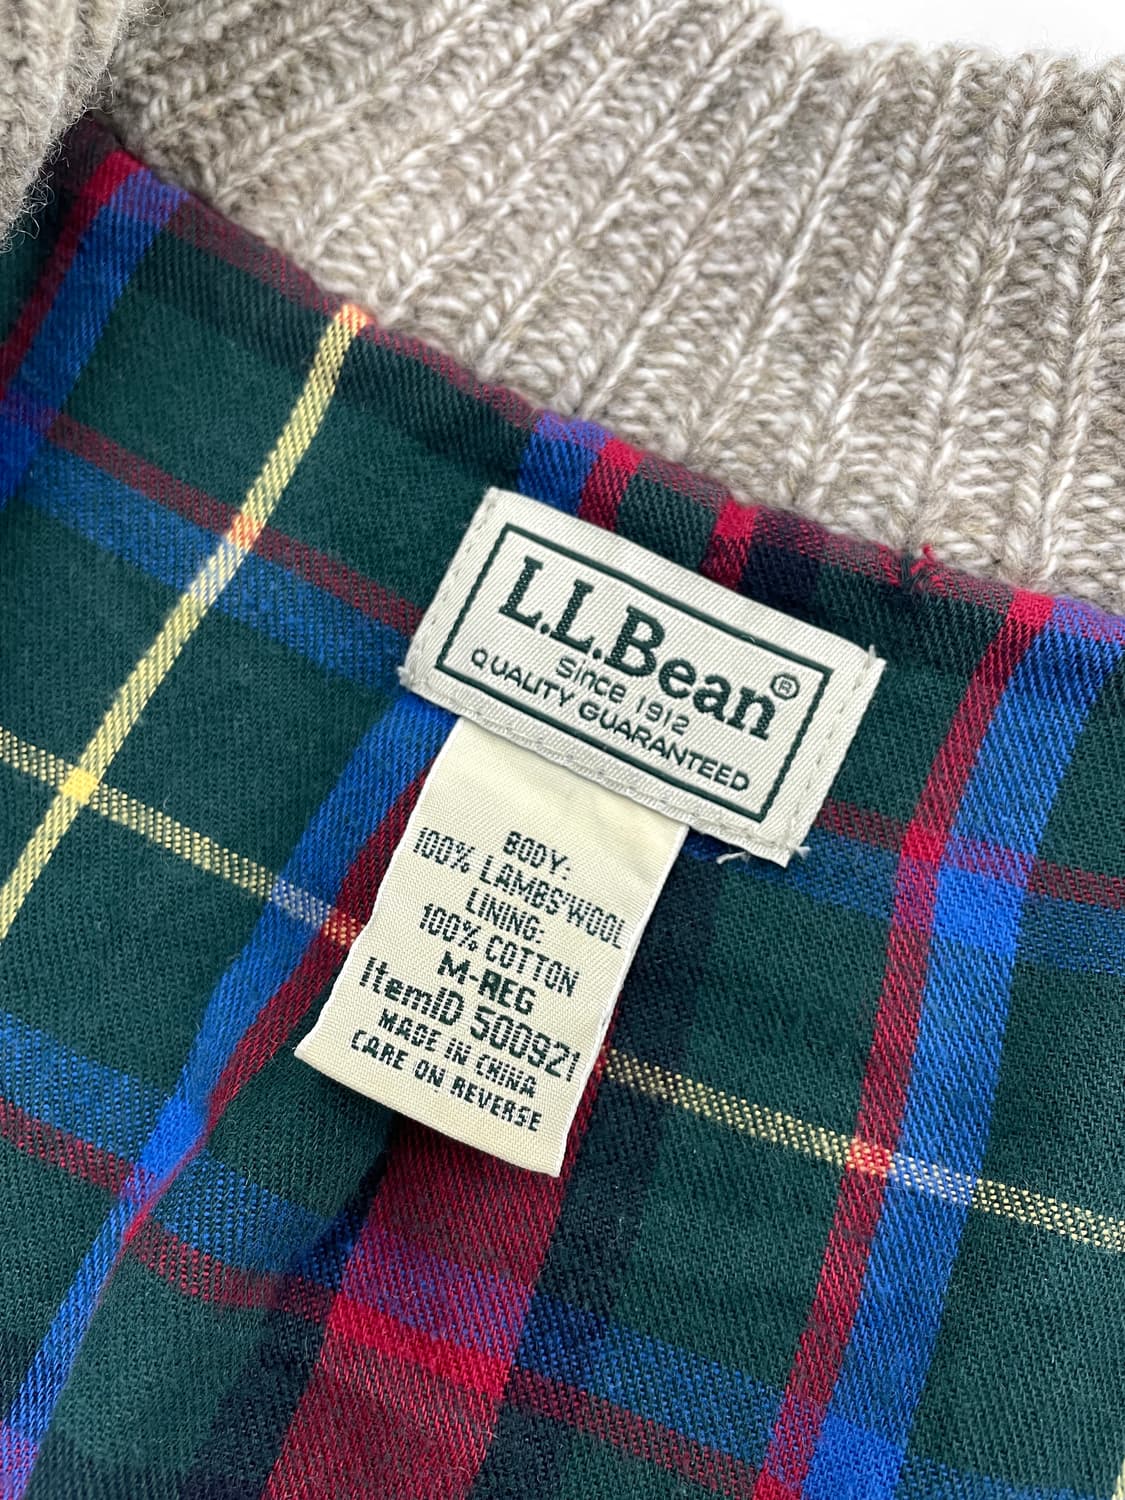 L.L.Bean®
Since 1912
QUALITY GUARANTEED
BODY:
100% LAMBS'WOOL
LINING:
100% COTTON
M-REG
ItemID 500921
MADE IN CHINA
CARE ON REVERSE